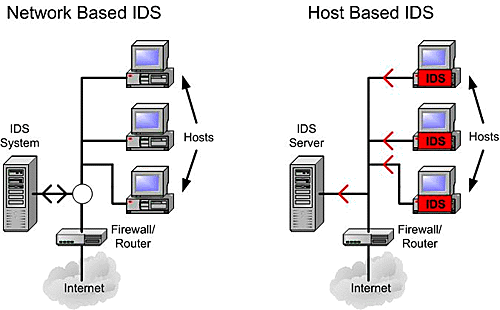 Network Based IDS
IDS
System
Hosts
Firewall/
Router
Internet
Host Based IDS
IDS
IDS
IDS
IDS
Server
Hosts
Firewall/
Router
Internet